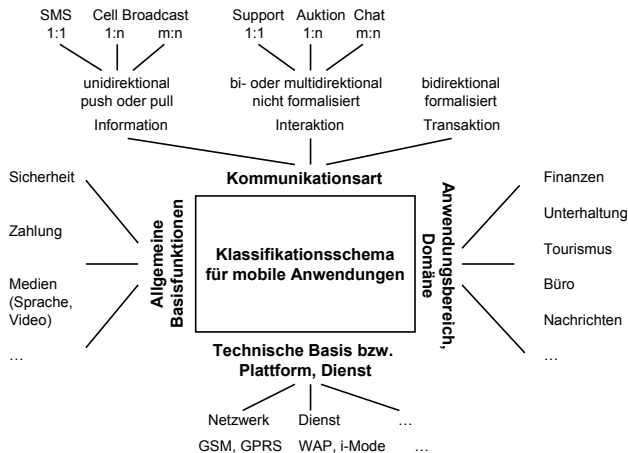 SMS Cell Broadcast Support Auktion Chat
1:1 1:n m:n 1:1 1:n m:n
unidirektional bi- oder multidirektional bidirektional
push oder pull nicht formalisiert formalisiert
Information Interaktion Transaktion
Kommunikationsart
Sicherheit
Zahlung
Medien
(Sprache,
Video)
…
Allgemeine
Basisfunktionen
Klassifikationsschema
für mobile Anwendungen
Anwendungsbereich,
Domäne
Finanzen
Unterhaltung
Tourismus
Büro
Nachrichten
…
Technische Basis bzw.
Plattform, Dienst
Netzwerk Dienst …
GSM, GPRS WAP, i-Mode …